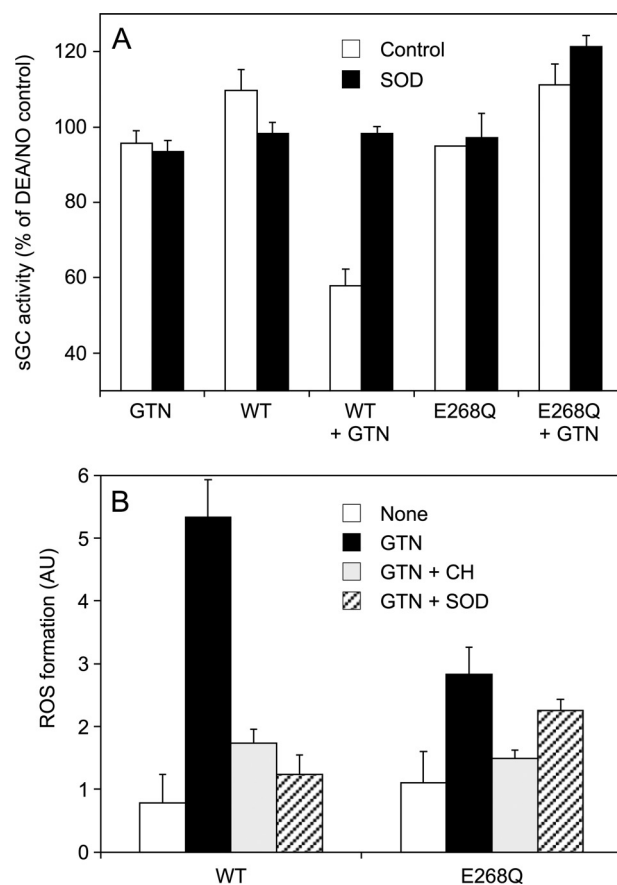 A
Control
SOD
sGC activity (% of DEA/NO control)
120
100
80
60
40
GTN
WT
WT
+ GTN
E268Q
E268Q
+ GTN
B
None
GTN
GTN + CH
GTN + SOD
ROS formation (AU)
6
5
4
3
2
1
0
WT
E268Q